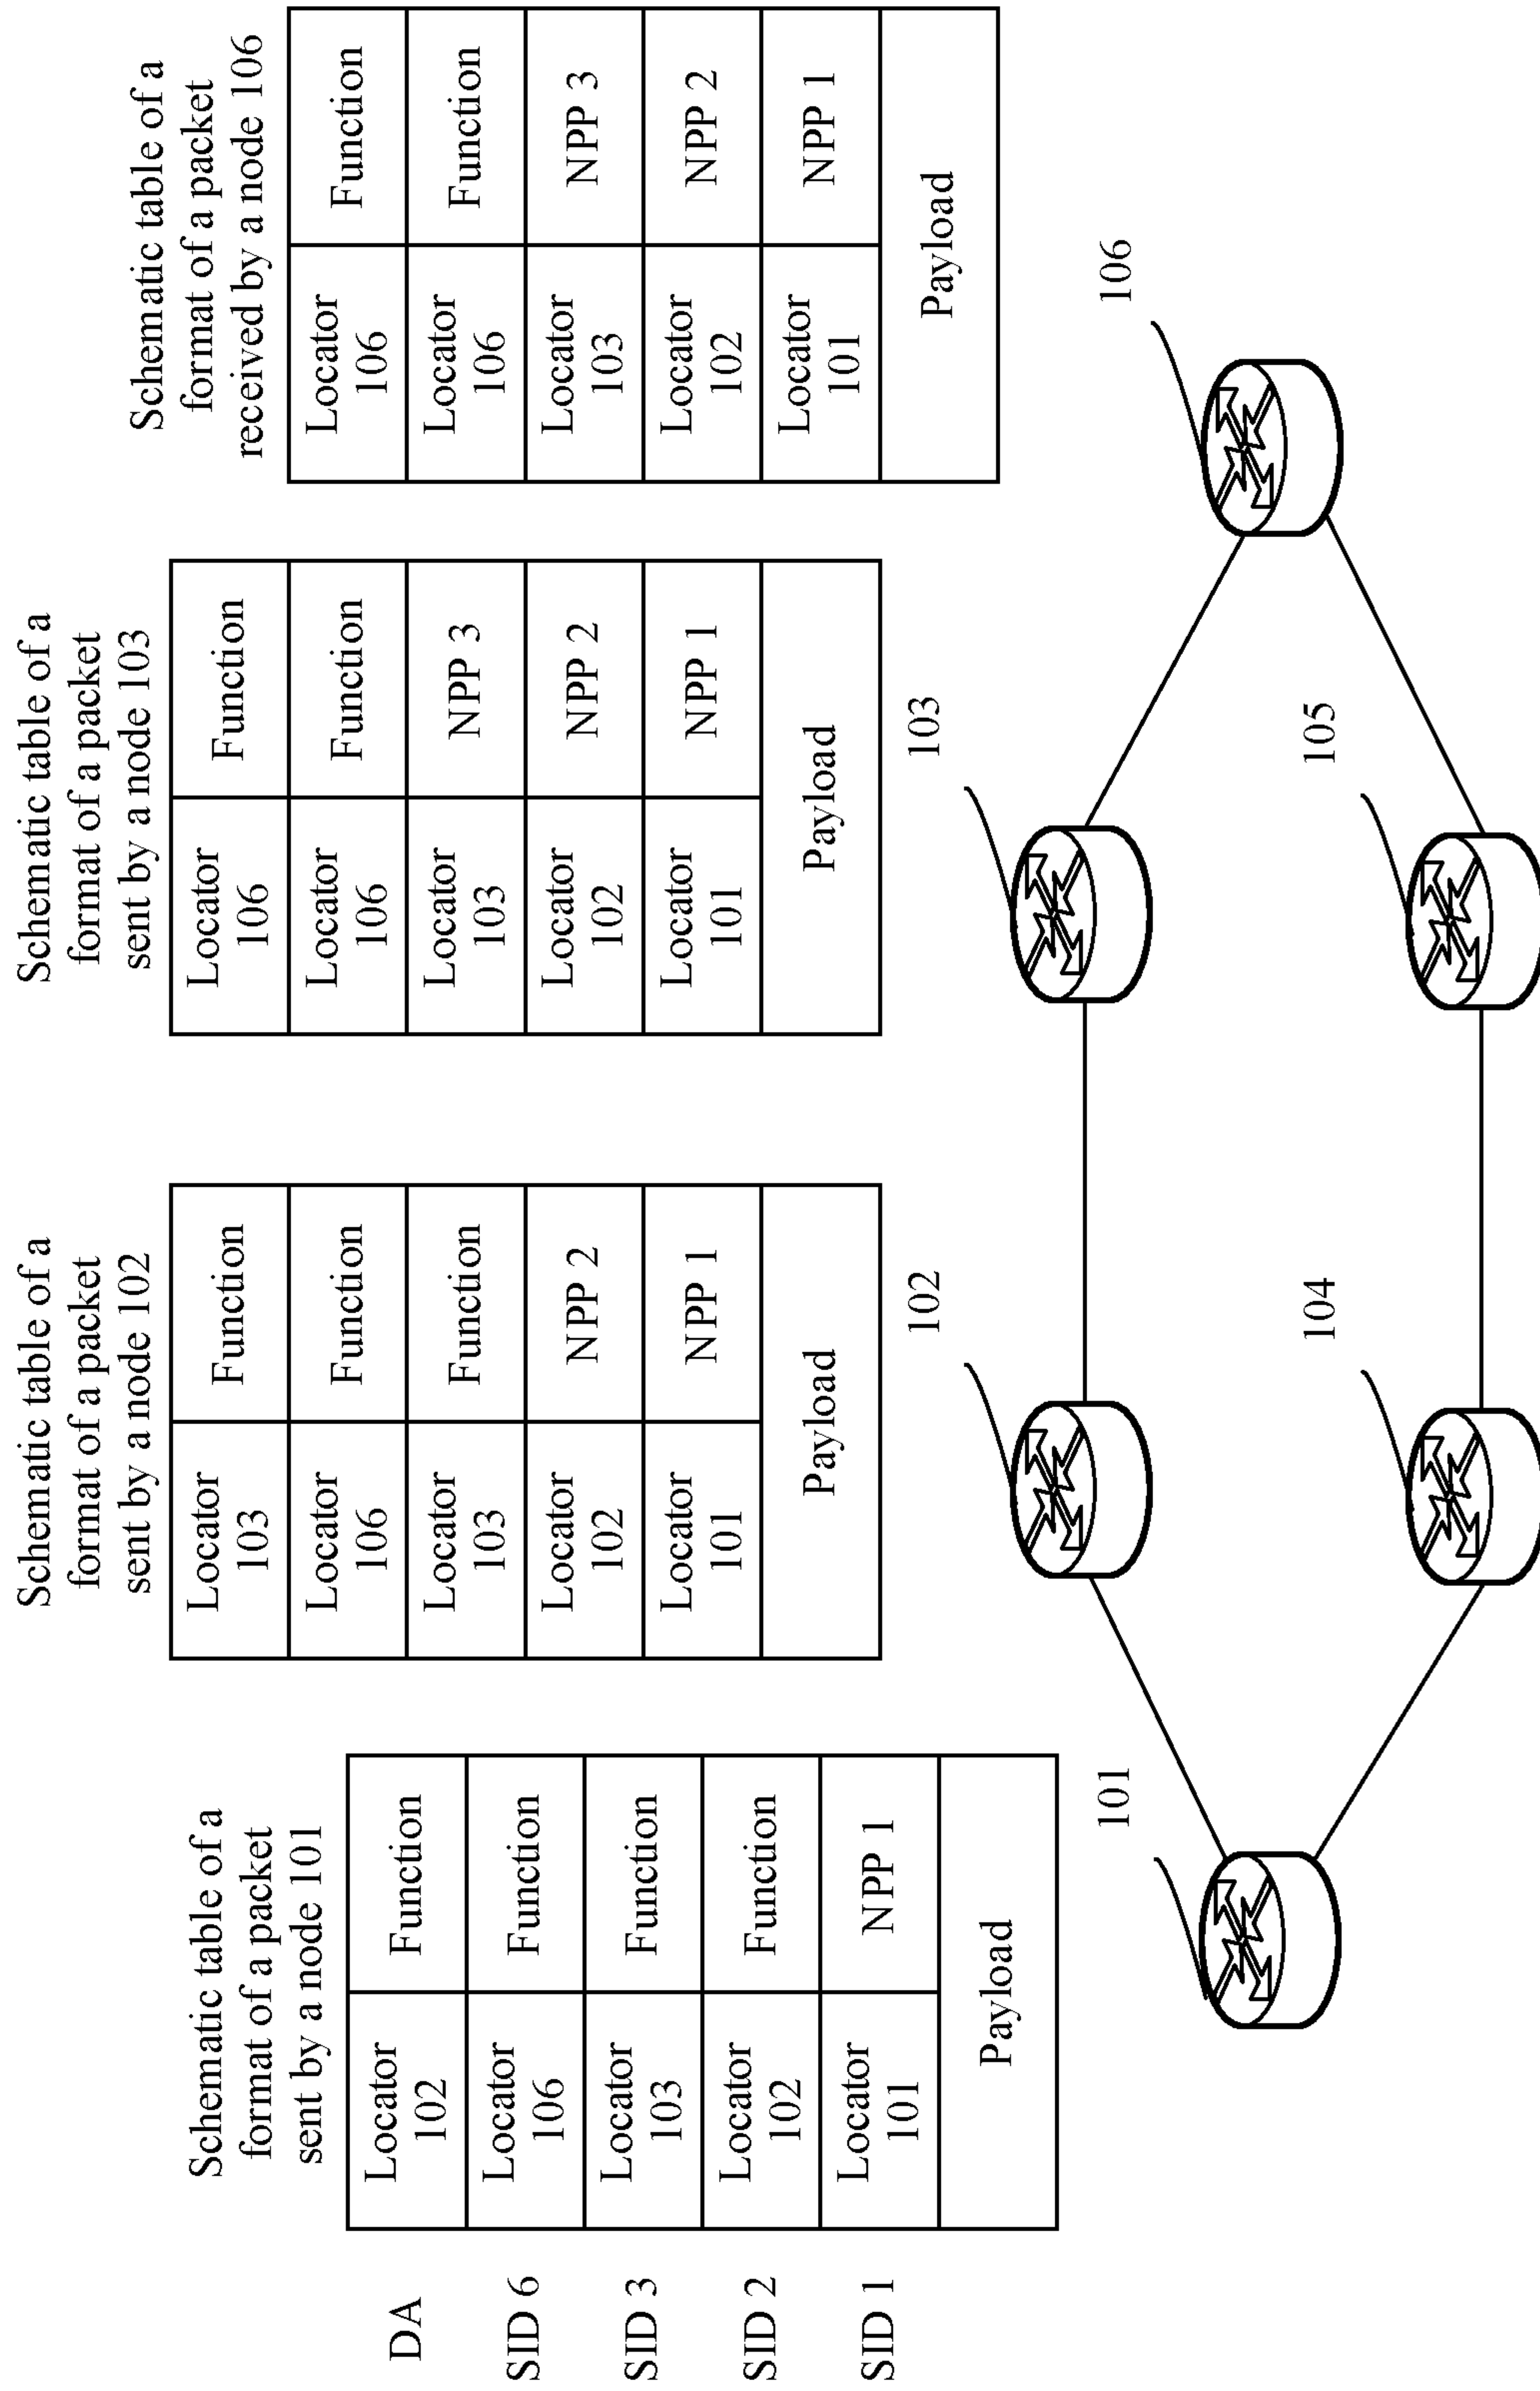 Schematic table of a
format of a packet
sent by a node 101
DA
Locator
102
Function
SID 6
Locator
106
Function
SID 3
Locator
103
Function
SID 2
Locator
102
Function
SID 1
Locator
101
NPP 1
Payload
Schematic table of a
format of a packet
sent by a node 102
Locator
103
Function
Locator
106
Function
Locator
103
Function
Locator
102
NPP 2
Locator
101
NPP 1
Payload
Schematic table of a
format of a packet
sent by a node 103
Locator
106
Function
Locator
106
Function
Locator
103
NPP 3
Locator
102
NPP 2
Locator
101
NPP 1
Payload
Schematic table of a
format of a packet
received by a node 106
Locator
106
Function
Locator
106
Function
Locator
103
NPP 3
Locator
102
NPP 2
Locator
101
NPP 1
Payload
101
102
103
106
104
105